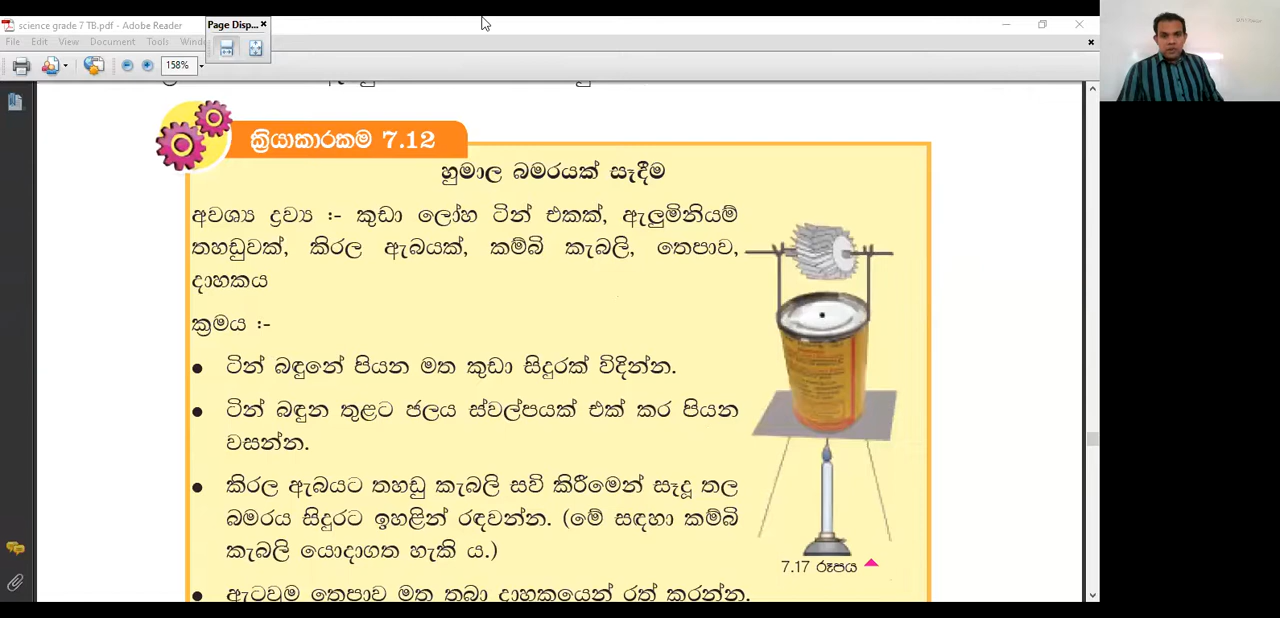 science grade 7 TB.pdf - Adobe Reader
Page Disp...
File Edit View Document Tools Windo
158%
ක්‍රියාකාරකම 7.12
හුමාල බමරයක් සෑදීම
අවශ්‍ය ද්‍රව්‍ය :- කුඩා ලෝහ ටින් එකක්, ඇලුමිනියම්
තහඩුවක්, කිරල ඇබයක්, කම්බි කැබලි, තෙපාව,
දාහකය
ක්‍රමය :-
● ටින් බඳුනේ පියන මත කුඩා සිදුරක් විදින්න.
● ටින් බඳුන තුළට ජලය ස්වල්පයක් එක් කර පියන
වසන්න.
● කිරල ඇබයට තහඩු කැබලි සවි කිරීමෙන් සෑදූ තල
බමරය සිදුරට ඉහළින් රඳවන්න. (මේ සඳහා කම්බි
කැබලි යොදාගත හැකි ය.)
● ඇටවුම තෙපාව මත තබා දාහකයෙන් රත් කරන්න.
7.17 රූපය